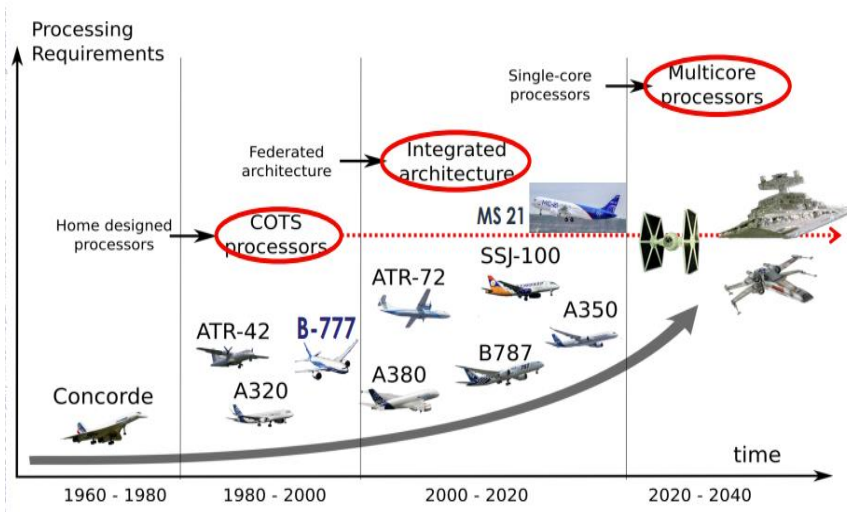 Processing
Requirements
Single-core
processors
Multicore
processors
Federated
architecture
Integrated
architecture
Home designed
processors
COTS
processors
MS 21
SSJ-100
ATR-72
A350
ATR-42
B-777
B787
A380
A320
Concorde
time
1960 - 1980
1980 - 2000
2000 - 2020
2020 - 2040